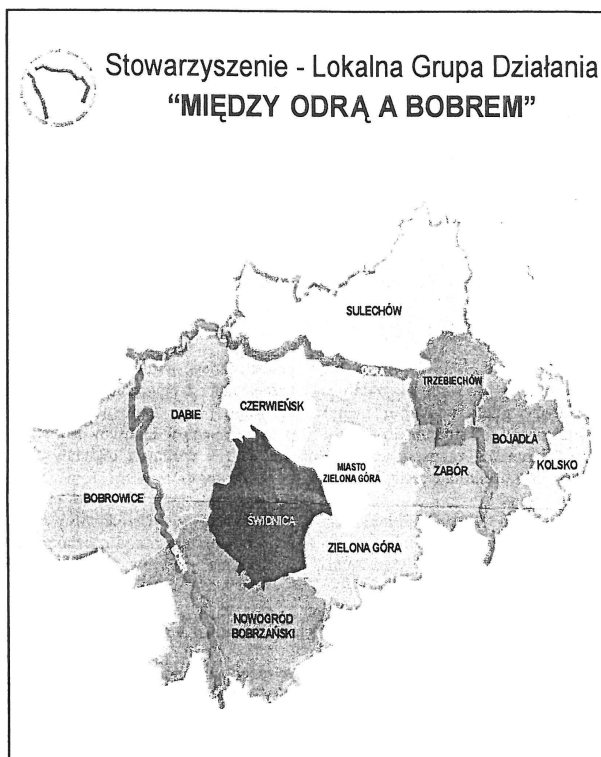 Stowarzyszenie - Lokalna Grupa Działania
“MIĘDZY ODRĄ A BOBREM”
SULECHÓW
ODRA
TRZEBIECHÓW
DĄBIE
CZERWIEŃSK
BOJADŁA
MIASTO
ZIELONA GÓRA
ZABÓR
KOLSKO
BOBROWICE
ŚWIDNICA
ZIELONA GÓRA
NOWOGRÓD
BOBRZAŃSKI